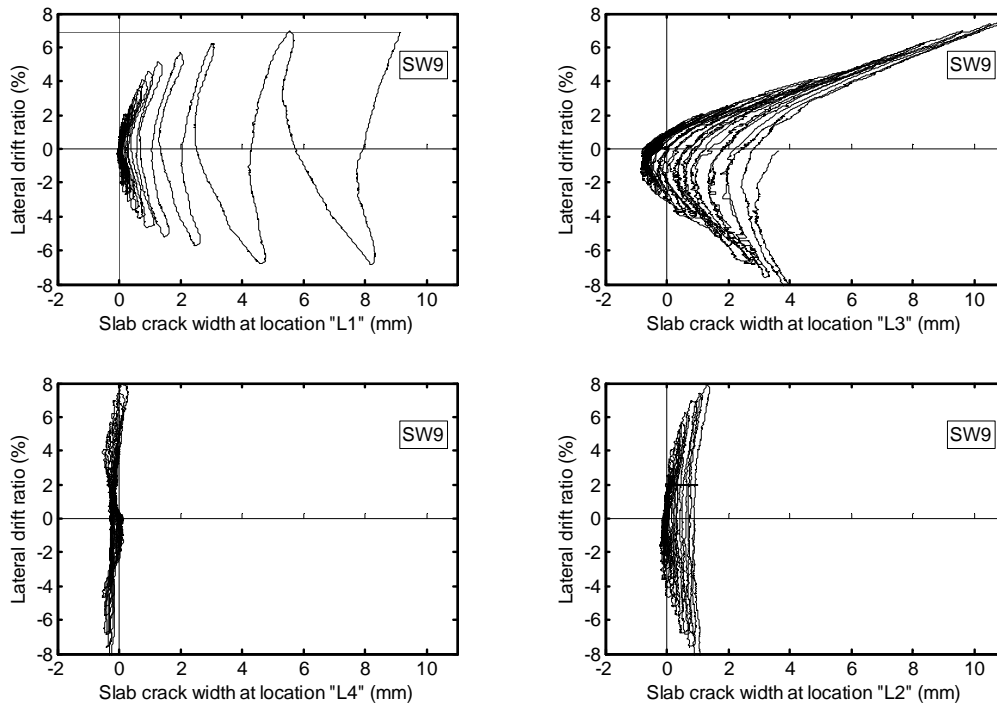 8
6
4
2
0
-2
-4
-6
-8
Lateral drift ratio (%)
SW9
-2 0 2 4 6 8 10
Slab crack width at location "L1" (mm)
8
6
4
2
0
-2
-4
-6
-8
Lateral drift ratio (%)
SW9
-2 0 2 4 6 8 10
Slab crack width at location "L3" (mm)
8
6
4
2
0
-2
-4
-6
-8
Lateral drift ratio (%)
SW9
-2 0 2 4 6 8 10
Slab crack width at location "L4" (mm)
8
6
4
2
0
-2
-4
-6
-8
Lateral drift ratio (%)
SW9
-2 0 2 4 6 8 10
Slab crack width at location "L2" (mm)